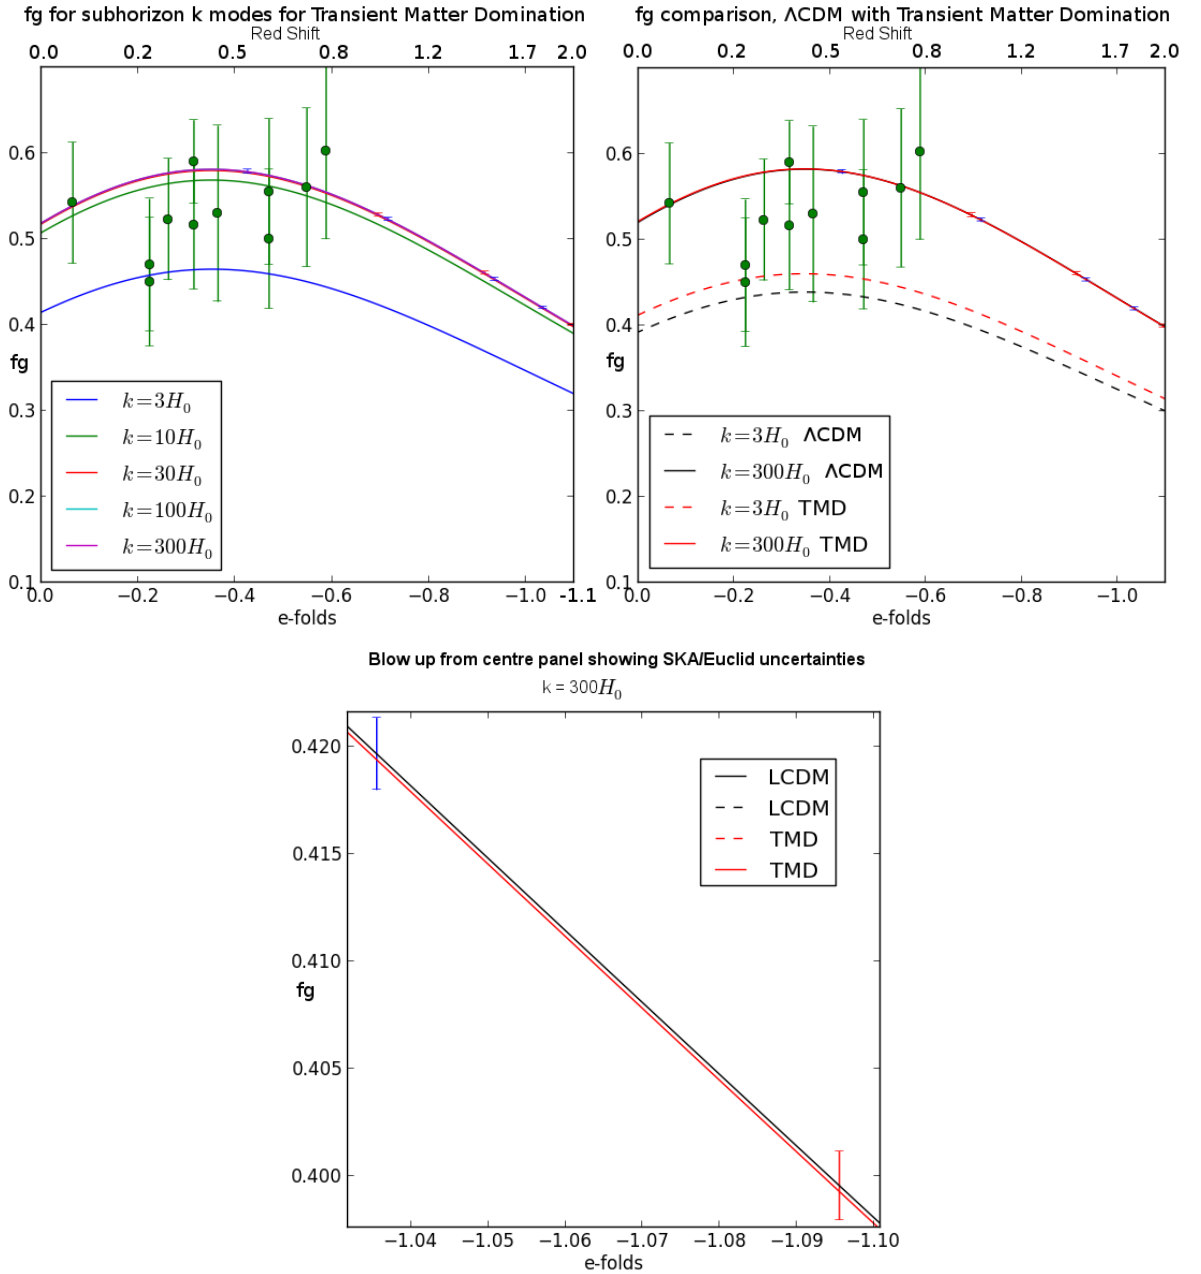 fg for subhorizon k modes for Transient Matter Domination
Red Shift
0.0 0.2 0.5 0.8 1.2 1.7 2.0
0.6
0.5
0.4
fg
0.3
0.2
0.1
k=3H₀
k=10H₀
k=30H₀
k=100H₀
k=300H₀
0.0 −0.2 −0.4 −0.6 −0.8 −1.0 -1.1
e-folds
fg comparison, ΛCDM with Transient Matter Domination
Red Shift
0.0 0.2 0.5 0.8 1.2 1.7 2.0
0.6
0.5
0.4
fg
0.3
0.2
0.1
k=3H₀ ΛCDM
k=300H₀ ΛCDM
k=3H₀ TMD
k=300H₀ TMD
0.0 −0.2 −0.4 −0.6 −0.8 −1.0
e-folds
Blow up from centre panel showing SKA/Euclid uncertainties
k = 300H₀
0.420
0.415
0.410
fg
0.405
0.400
LCDM
LCDM
TMD
TMD
−1.04 −1.05 −1.06 −1.07 −1.08 −1.09 −1.10
e-folds